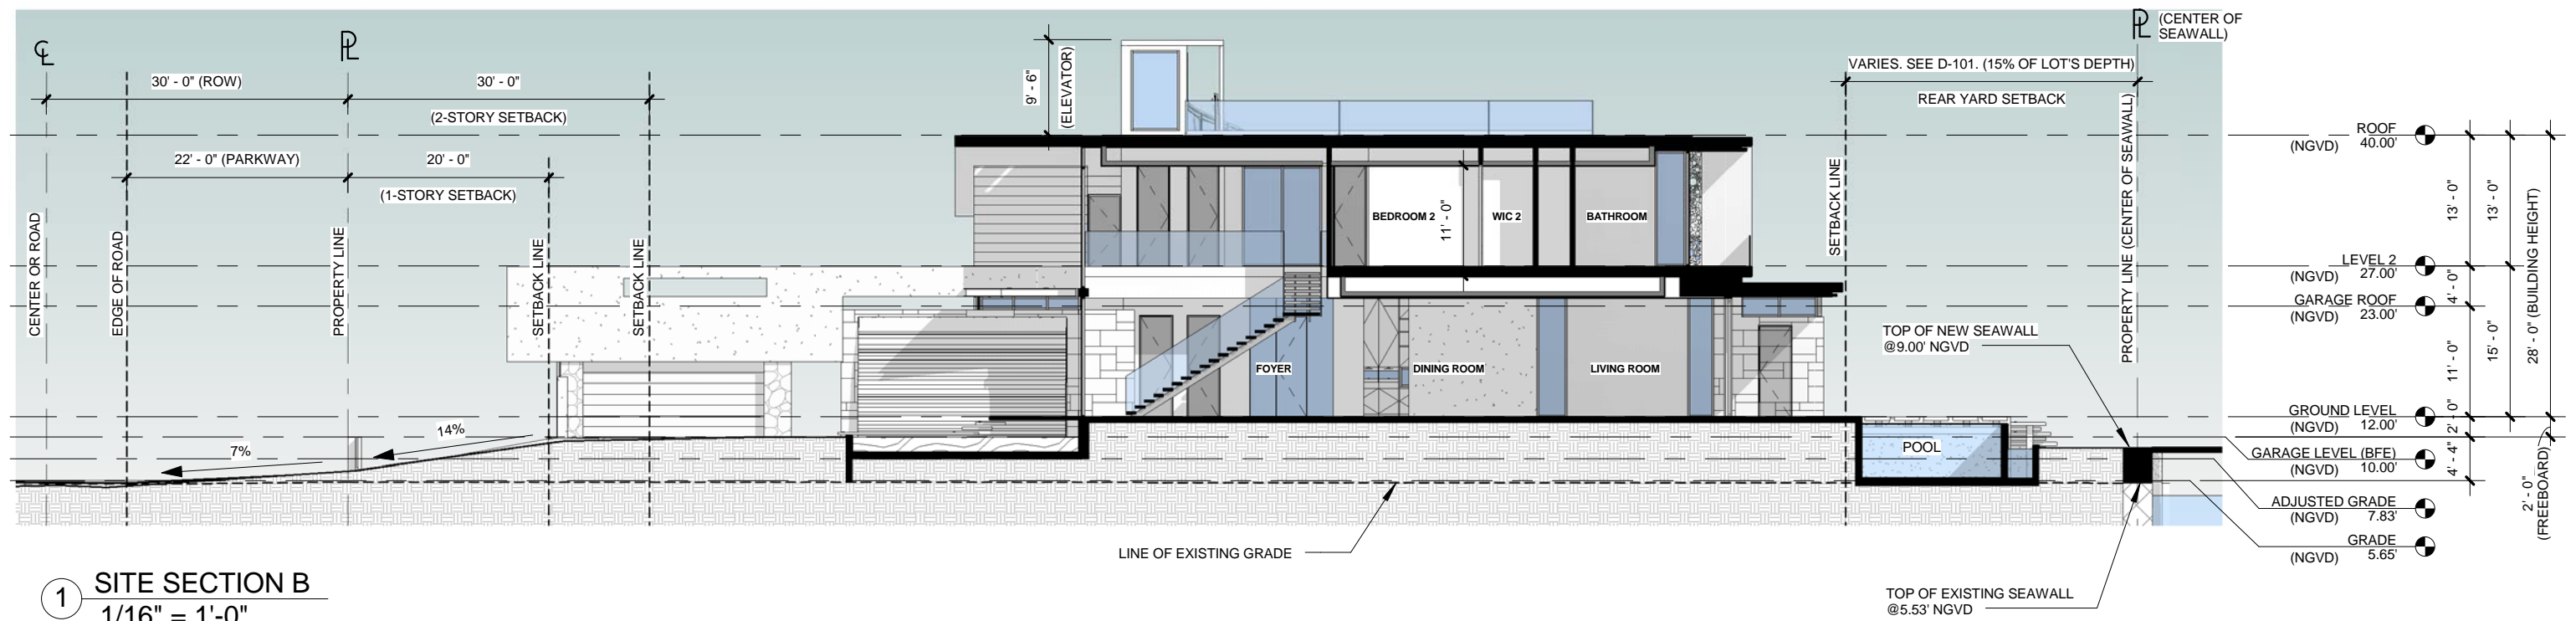 ℄
30' - 0" (ROW)
22' - 0" (PARKWAY)
CENTER OR ROAD
EDGE OF ROAD
PROPERTY LINE
℄
30' - 0"
(2-STORY SETBACK)
20' - 0"
(1-STORY SETBACK)
SETBACK LINE
SETBACK LINE
7%
14%
9' - 6"
(ELEVATOR)
BEDROOM 2
11' - 0"
WIC 2
BATHROOM
FOYER
DINING ROOM
LIVING ROOM
POOL
LINE OF EXISTING GRADE
PL
(CENTER OF
SEAWALL)
VARIES. SEE D-101. (15% OF LOT'S DEPTH)
REAR YARD SETBACK
SETBACK LINE
PROPERTY LINE (CENTER OF SEAWALL)
TOP OF NEW SEAWALL
@9.00' NGVD
TOP OF EXISTING SEAWALL
@5.53' NGVD
ROOF
(NGVD) 40.00'
LEVEL 2
(NGVD) 27.00'
GARAGE ROOF
(NGVD) 23.00'
GROUND LEVEL
(NGVD) 12.00'
GARAGE LEVEL (BFE)
(NGVD) 10.00'
ADJUSTED GRADE
(NGVD) 7.83'
GRADE
(NGVD) 5.65'
13' - 0"
4' - 0"
11' - 0"
2' - 0"
4' - 4"
13' - 0"
15' - 0"
28' - 0" (BUILDING HEIGHT)
2' - 0"
(FREEBOARD)
1
SITE SECTION B
1/16" = 1'-0"